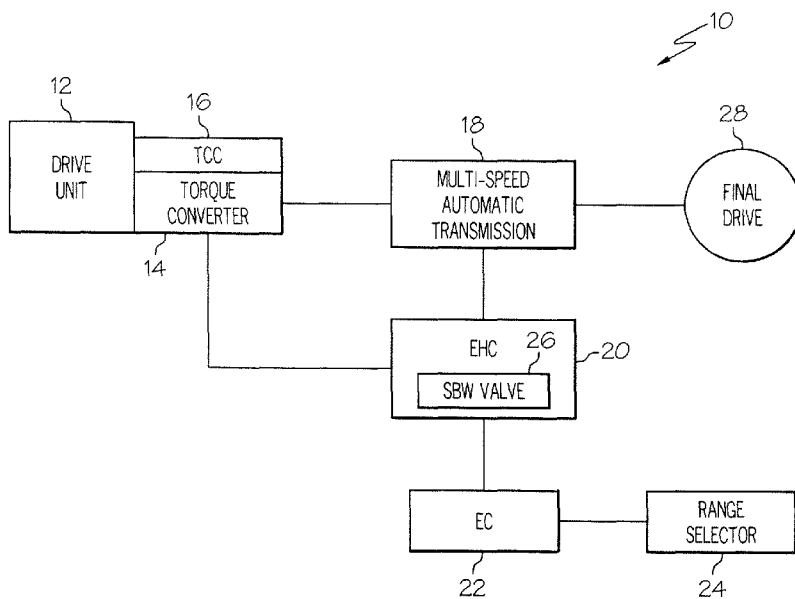 10
12
DRIVE
UNIT
16
TCC
TORQUE
CONVERTER
14
18
MULTI-SPEED
AUTOMATIC
TRANSMISSION
28
FINAL
DRIVE
EHC
26
SBW VALVE
20
EC
22
RANGE
SELECTOR
24